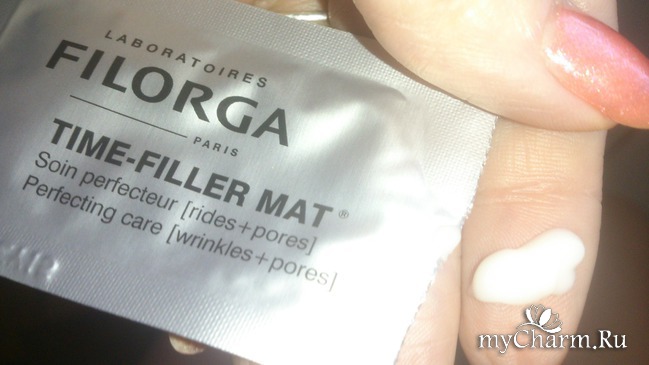 LABORATOIRES
FILORGA
PARIS
TIME-FILLER MAT®
Soin perfecteur [rides+pores]
Perfecting care [wrinkles+pores]
myCharm.Ru